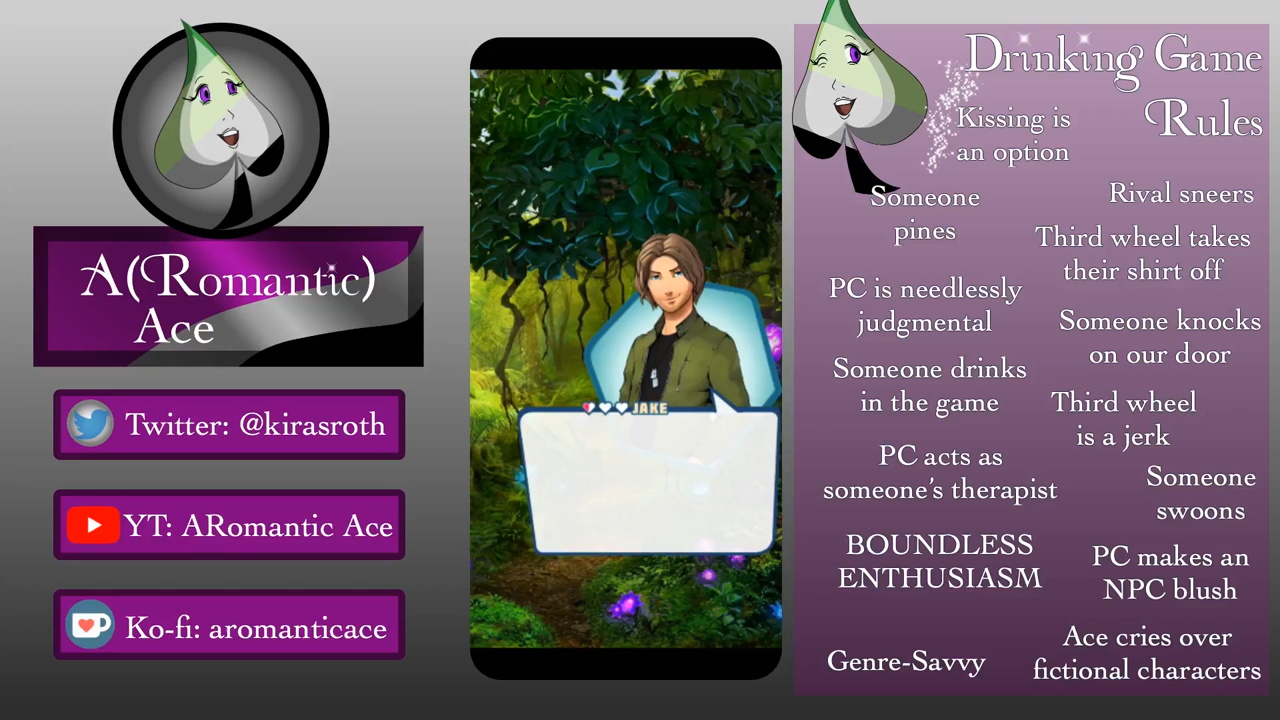 A(Romantic)
Ace
Twitter: @kirasroth
YT: ARomantic Ace
Ko-fi: aromanticace
JAKE
Drinking Game
Rules
Kissing is
an option
Someone
pines
Rival sneers
Third wheel takes
their shirt off
PC is needlessly
judgmental
Someone knocks
on our door
Someone drinks
in the game
Third wheel
is a jerk
PC acts as
someone's therapist
Someone
swoons
BOUNDLESS
ENTHUSIASM
PC makes an
NPC blush
Genre-Savvy
Ace cries over
fictional characters